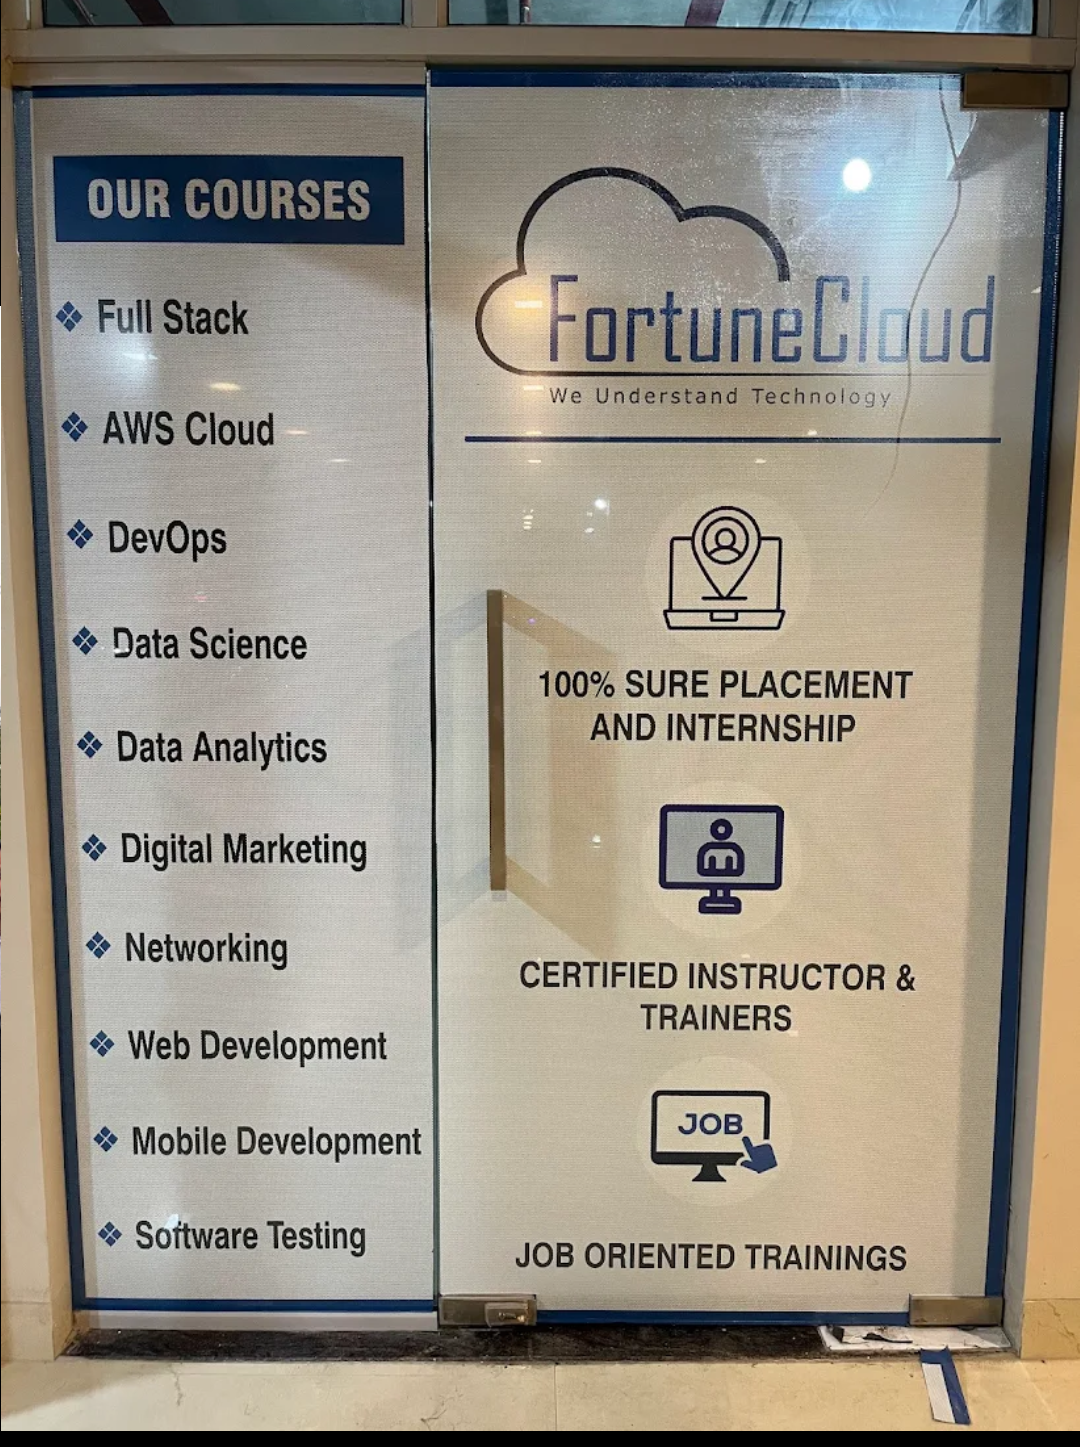 OUR COURSES
Full Stack
AWS Cloud
DevOps
Data Science
Data Analytics
Digital Marketing
Networking
Web Development
Mobile Development
Software Testing
FortuneCloud
We Understand Technology
100% SURE PLACEMENT
AND INTERNSHIP
CERTIFIED INSTRUCTOR &
TRAINERS
JOB
JOB ORIENTED TRAININGS